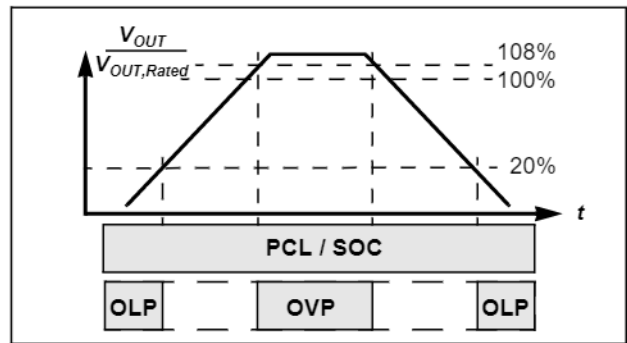 V_OUT
V_OUT,Rated
108%
100%
20%
t
PCL / SOC
OLP
OVP
OLP